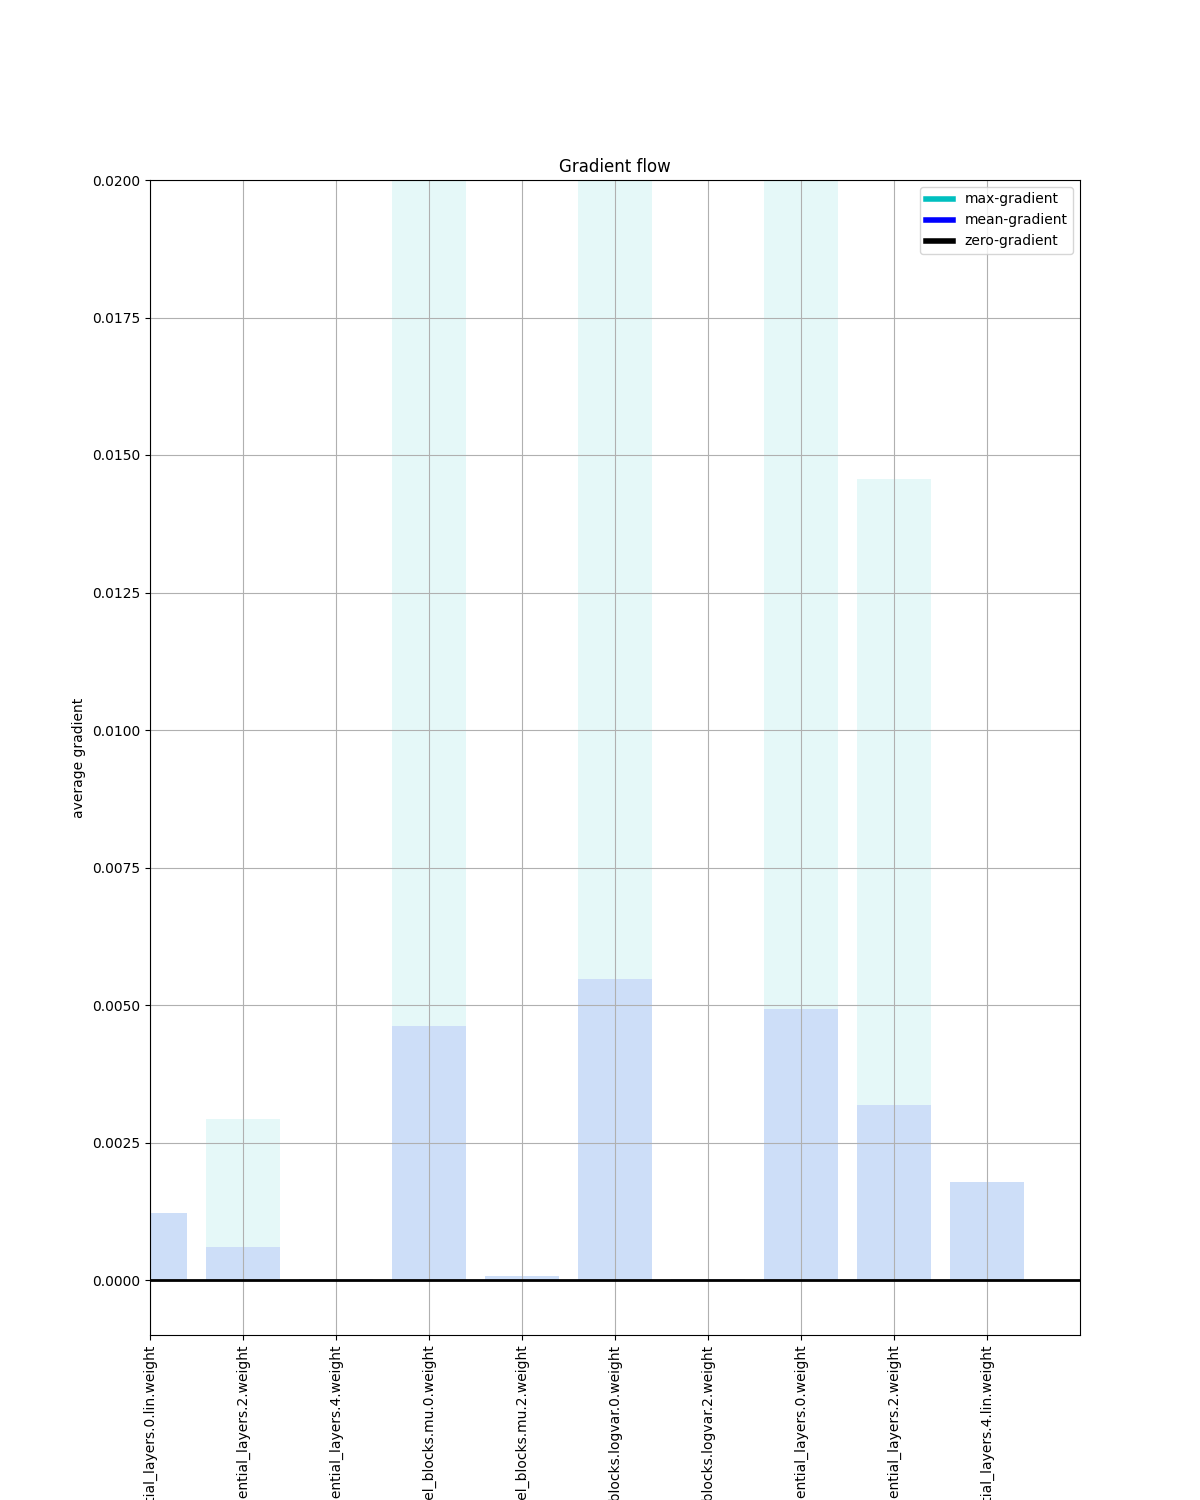 Gradient flow
max-gradient
mean-gradient
zero-gradient
0.0200
0.0175
0.0150
0.0125
0.0100
0.0075
0.0050
0.0025
0.0000
average gradient
tial_layers.0.lin.weight
ential_layers.2.weight
ential_layers.4.weight
el_blocks.mu.0.weight
el_blocks.mu.2.weight
blocks.logvar.0.weight
blocks.logvar.2.weight
ential_layers.0.weight
ential_layers.2.weight
tial_layers.4.lin.weight